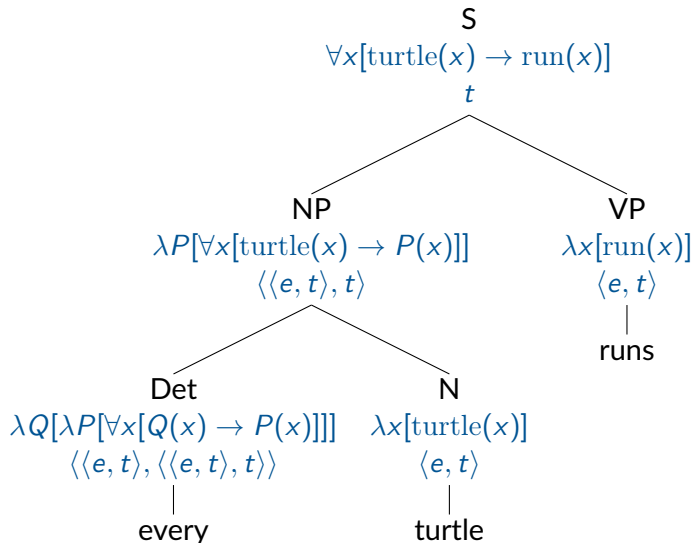 S
∀x[turtle(x) → run(x)]
t
NP VP
λP[∀x[turtle(x) → P(x)]] λx[run(x)]
⟨⟨e, t⟩, t⟩ ⟨e, t⟩
runs
Det N
λQ[λP[∀x[Q(x) → P(x)]]] λx[turtle(x)]
⟨⟨e, t⟩, ⟨⟨e, t⟩, t⟩⟩ ⟨e, t⟩
every turtle